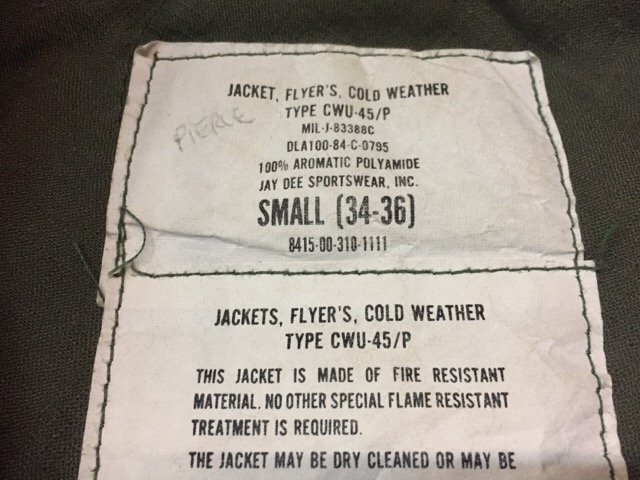 JACKET, FLYER'S, COLD WEATHER
TYPE CWU-45/P
PIERCE
MIL-J-83388C
DLA100-84-C-0795
100% AROMATIC POLYAMIDE
JAY DEE SPORTSWEAR, INC.
SMALL (34-36)
8415-00-310-1111
JACKETS, FLYER'S, COLD WEATHER
TYPE CWU-45/P
THIS JACKET IS MADE OF FIRE RESISTANT
MATERIAL. NO OTHER SPECIAL FLAME RESISTANT
TREATMENT IS REQUIRED.
THE JACKET MAY BE DRY CLEANED OR MAY BE